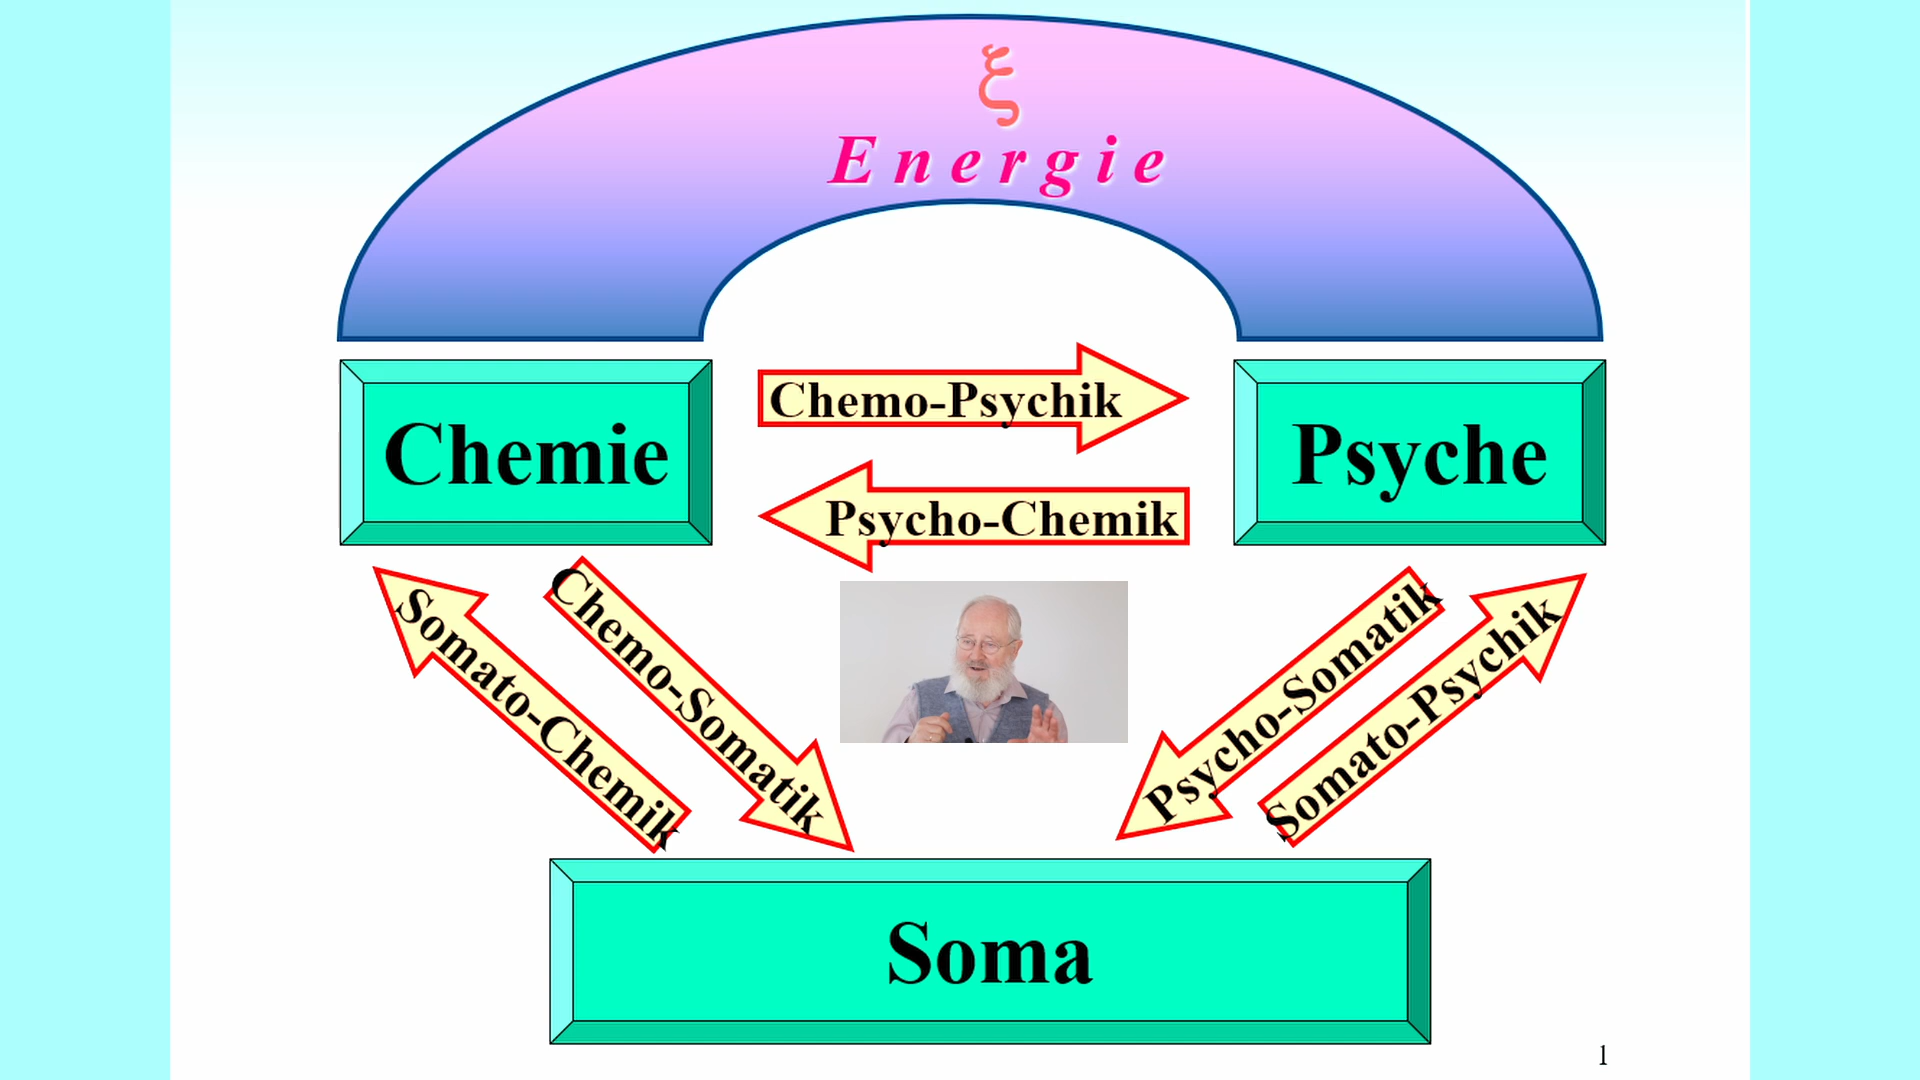 ξ
Energie
Chemie
Chemo-Psychik
Psyche
Psycho-Chemik
Somato-Chemik
Chemo-Somatik
Psycho-Somatik
Somato-Psychik
Soma
1